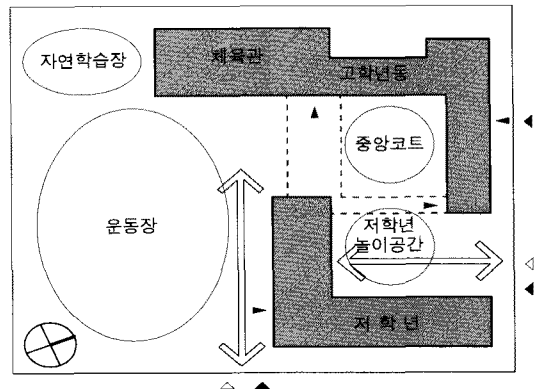 자연학습장
체육관
고학년동
중앙코트
운동장
저학년
놀이공간
저 학 년